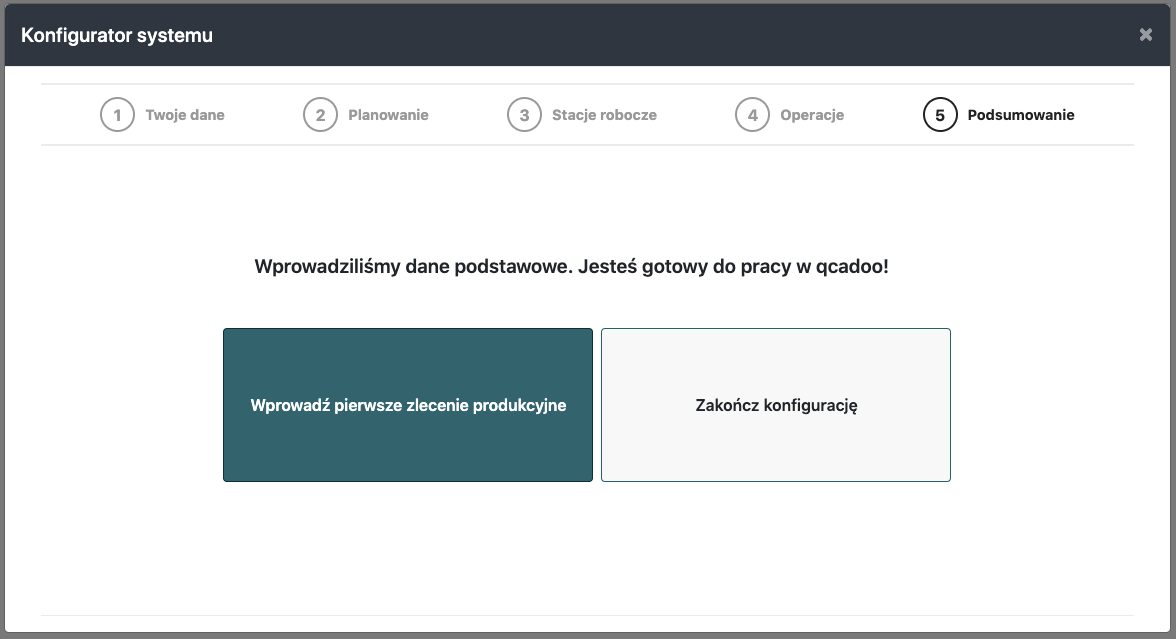 Konfigurator systemu
1 Twoje dane 2 Planowanie 3 Stacje robocze 4 Operacje 5 Podsumowanie
Wprowadziliśmy dane podstawowe. Jesteś gotowy do pracy w qcadoo!
Wprowadź pierwsze zlecenie produkcyjne Zakończ konfigurację